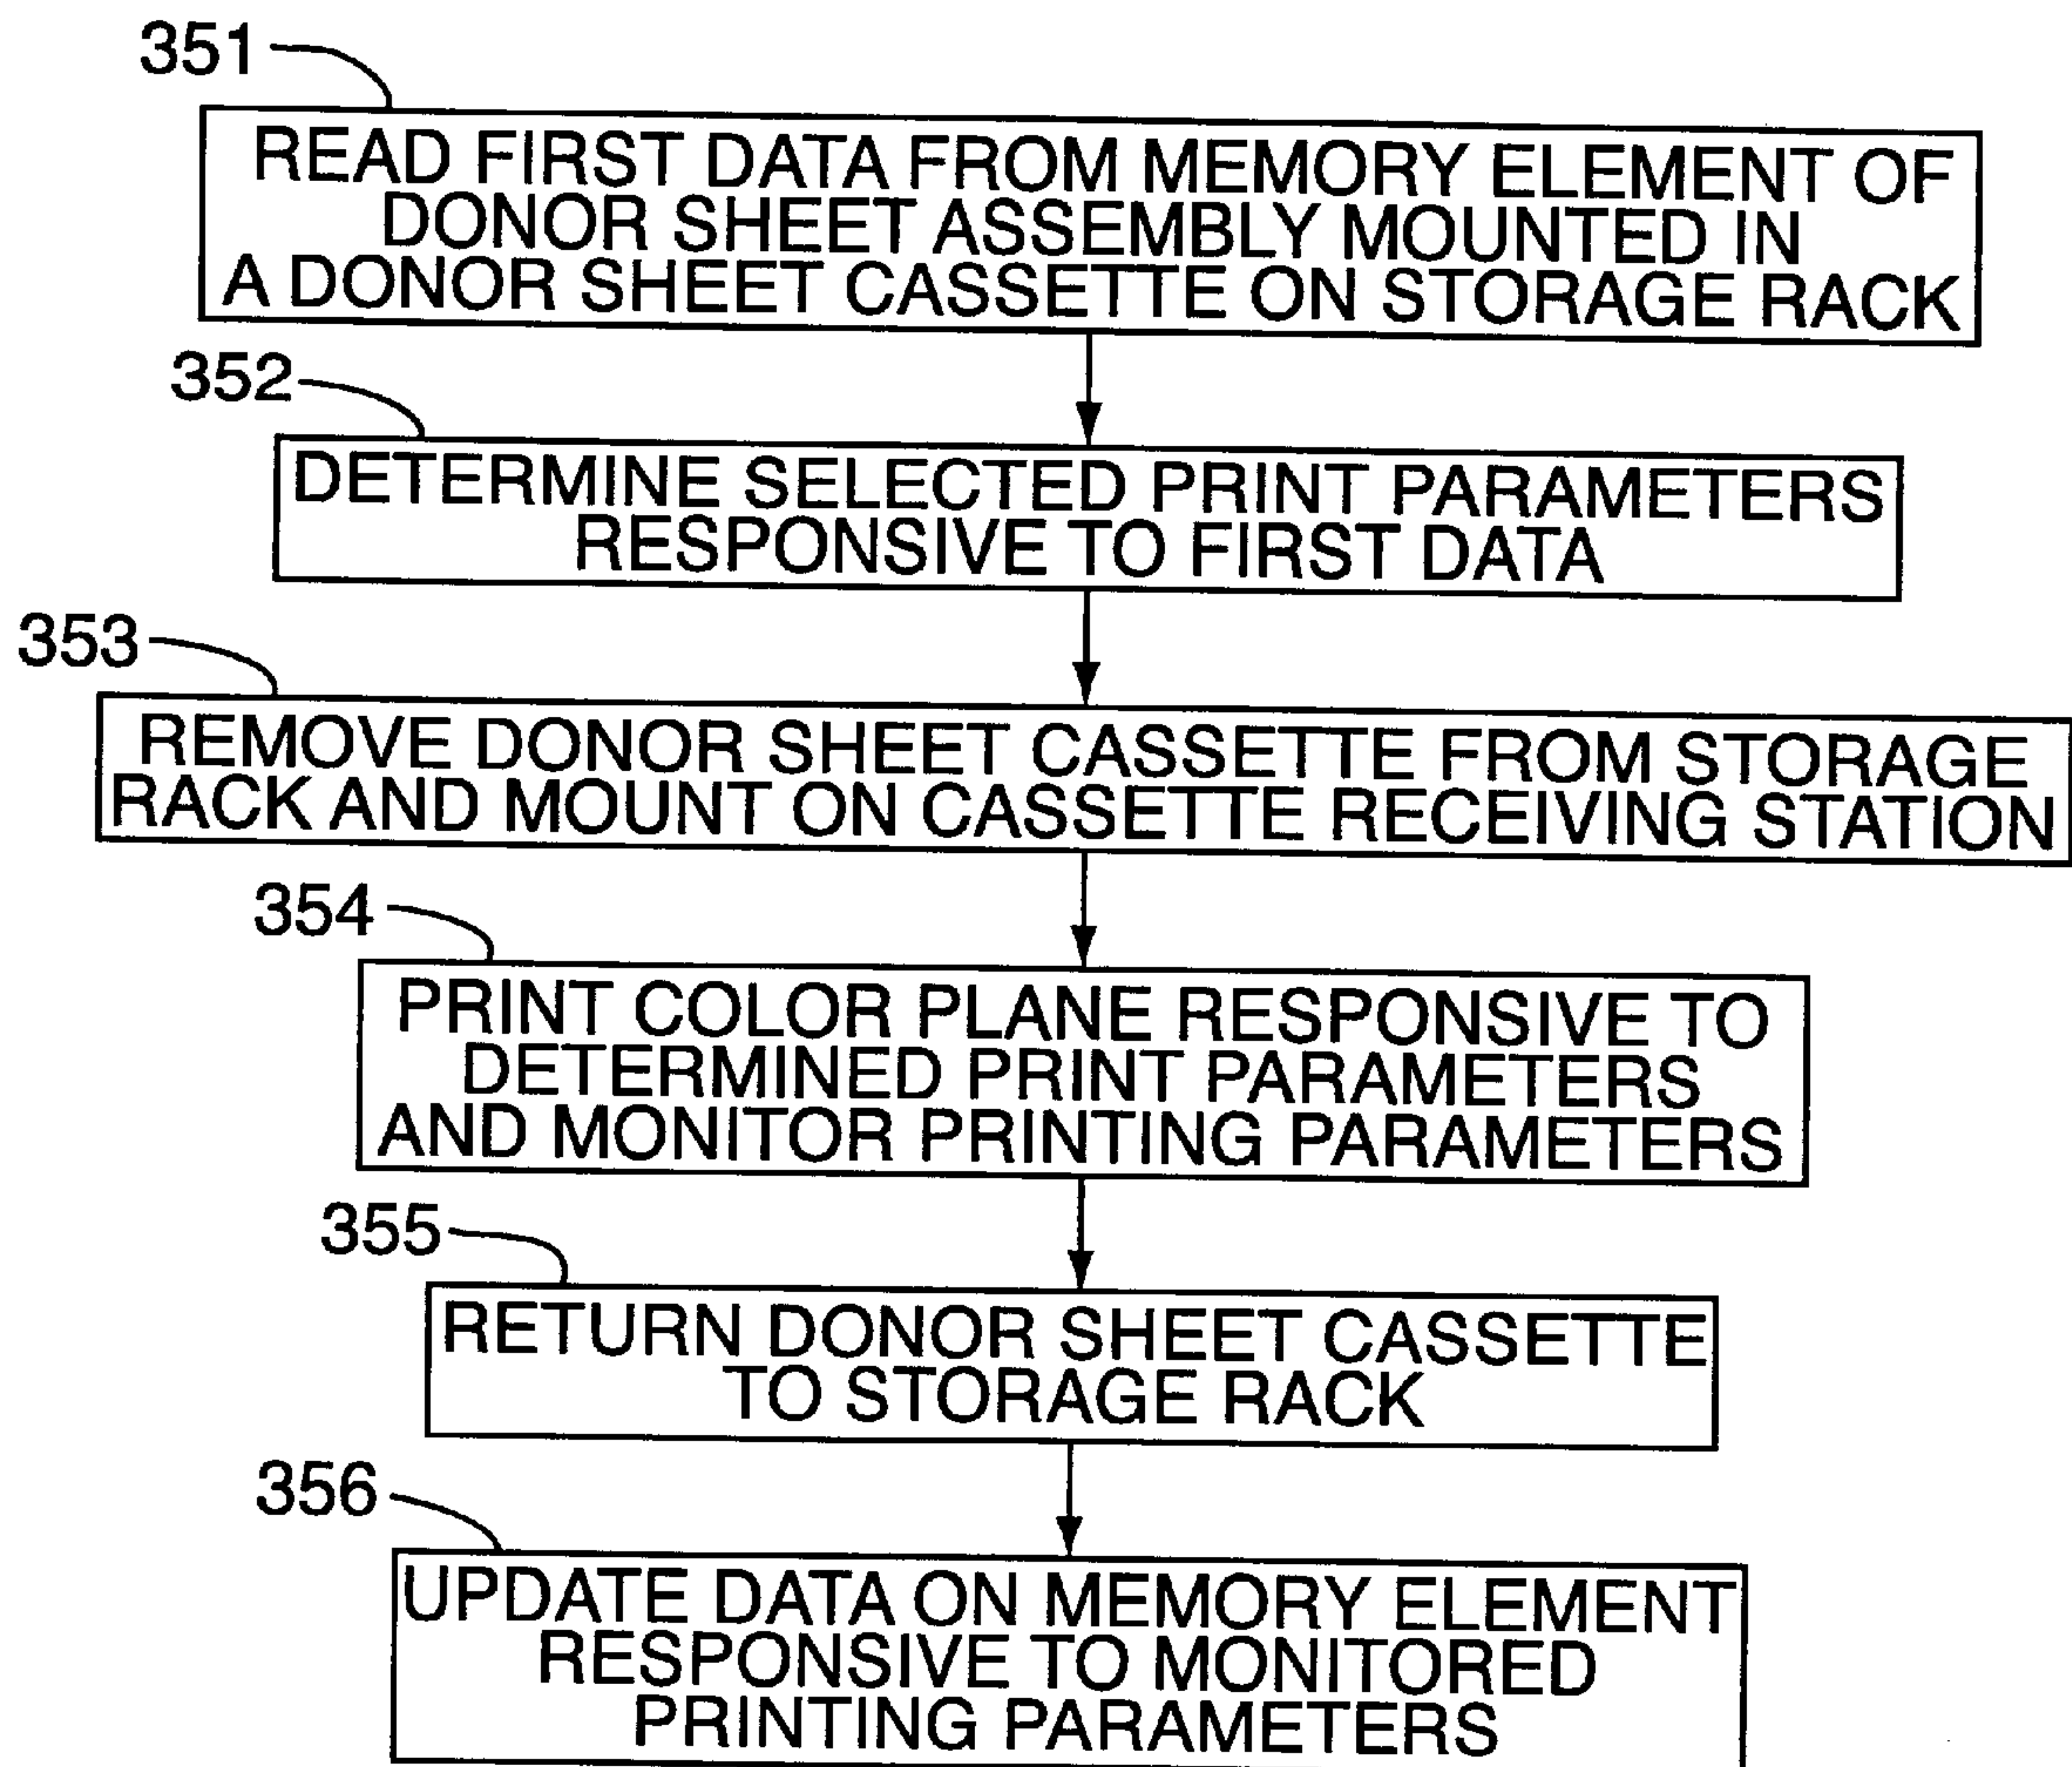 351
READ FIRST DATA FROM MEMORY ELEMENT OF
DONOR SHEET ASSEMBLY MOUNTED IN
A DONOR SHEET CASSETTE ON STORAGE RACK
352
DETERMINE SELECTED PRINT PARAMETERS
RESPONSIVE TO FIRST DATA
353
REMOVE DONOR SHEET CASSETTE FROM STORAGE
RACK AND MOUNT ON CASSETTE RECEIVING STATION
354
PRINT COLOR PLANE RESPONSIVE TO
DETERMINED PRINT PARAMETERS
AND MONITOR PRINTING PARAMETERS
355
RETURN DONOR SHEET CASSETTE
TO STORAGE RACK
356
UPDATE DATA ON MEMORY ELEMENT
RESPONSIVE TO MONITORED
PRINTING PARAMETERS